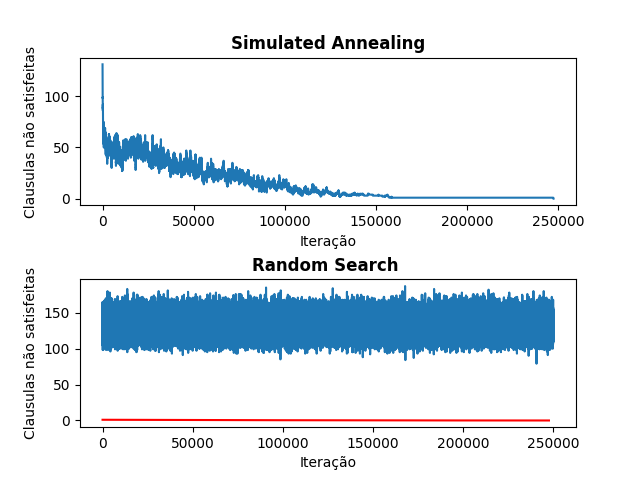 Simulated Annealing
Clausulas não satisfeitas
100
50
0
0 50000 100000 150000 200000 250000
Iteração
Random Search
Clausulas não satisfeitas
150
100
50
0
0 50000 100000 150000 200000 250000
Iteração